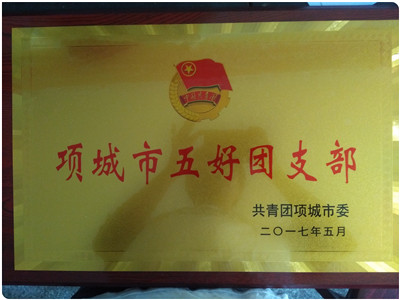 项城市五好团支部
共青团项城市委
二〇一七年五月